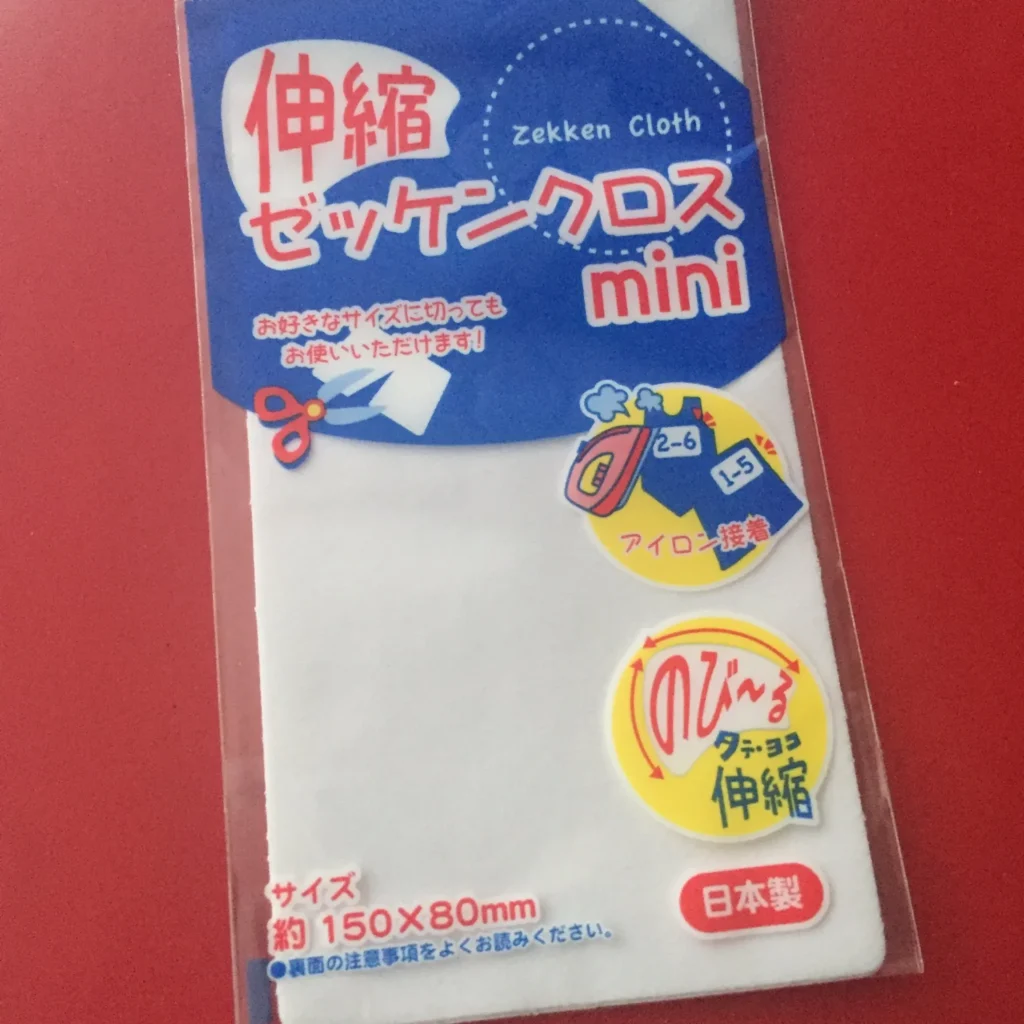 伸縮
Zekken Cloth
ゼッケンクロス
mini
お好きなサイズに切っても
お使いいただけます!
2-6
1-5
アイロン接着
のび〜る
タテ・ヨコ
伸縮
サイズ
約 150×80mm
日本製
●裏面の注意事項をよくお読みください。